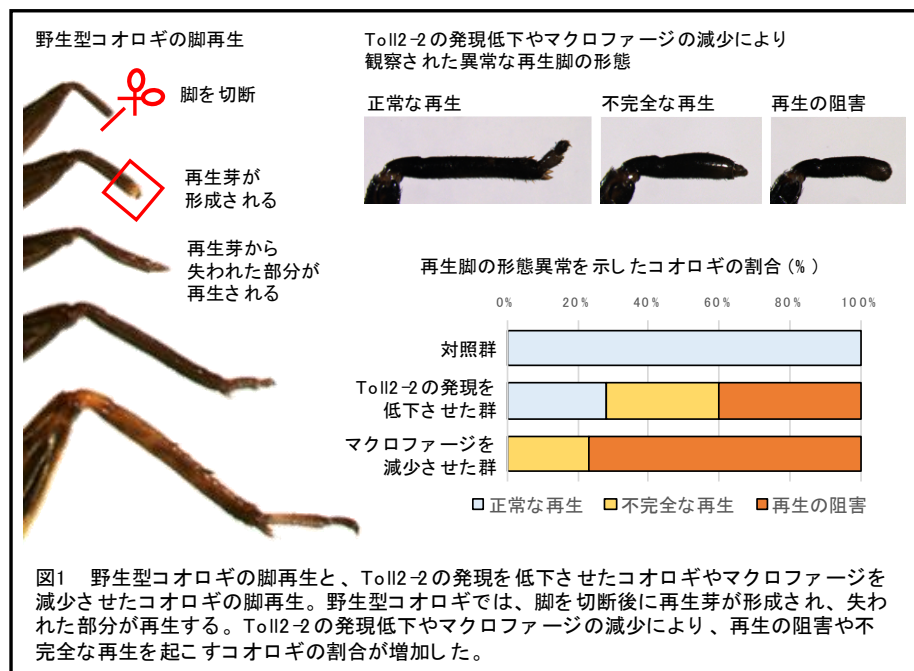 野生型コオロギの脚再生
脚を切断
再生芽が
形成される
再生芽から
失われた部分が
再生される
Toll2-2の発現低下やマクロファージの減少により
観察された異常な再生脚の形態
正常な再生
不完全な再生
再生の阻害
再生脚の形態異常を示したコオロギの割合(%)
0% 20% 40% 60% 80% 100%
対照群
Toll2-2の発現を
低下させた群
マクロファージを
減少させた群
正常な再生 不完全な再生 再生の阻害
図1 野生型コオロギの脚再生と、Toll2-2の発現を低下させたコオロギやマクロファージを
減少させたコオロギの脚再生。野生型コオロギでは、脚を切断後に再生芽が形成され、失わ
れた部分が再生する。Toll2-2の発現低下やマクロファージの減少により、再生の阻害や不
完全な再生を起こすコオロギの割合が増加した。